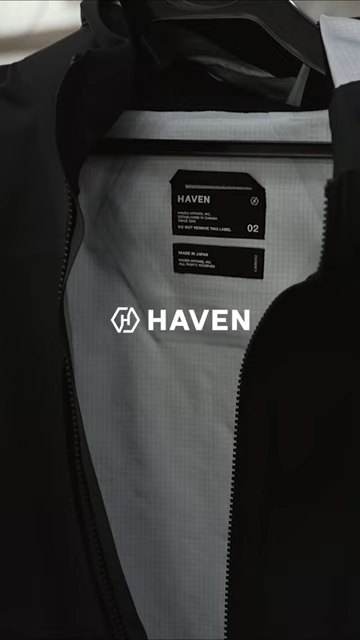 HAVEN
HAVEN APPAREL INC.
ESTABLISHED IN CANADA
SINCE 2006
DO NOT REMOVE THIS LABEL
02
MADE IN JAPAN
HAVEN APPAREL INC.
ALL RIGHTS RESERVED
HAVEN